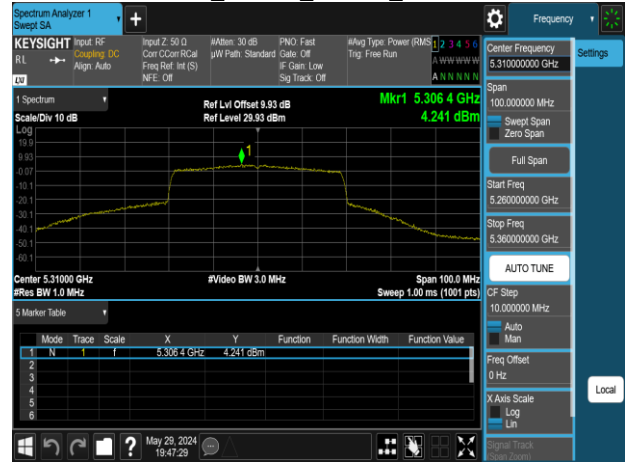 Spectrum Analyzer 1
Swept SA
Frequency
KEYSIGHT
RL
LXI
Input: RF
Coupling: DC
Align: Auto
Input Z: 50 Ω
Corr CCorr RCal
Freq Ref: Int (S)
NFE: Off
#Atten: 30 dB
µW Path: Standard
PNO: Fast
Gate: Off
IF Gain: Low
Sig Track: Off
#Avg Type: Power (RMS
Trig: Free Run
1 2 3 4 5 6
A W W W W W
A N N N N N
1 Spectrum
Scale/Div 10 dB
Ref Lvl Offset 9.93 dB
Ref Level 29.93 dBm
Mkr1 5.306 4 GHz
4.241 dBm
Log
19.9
9.93
-0.07
-10.1
-20.1
-30.1
-40.1
-50.1
-60.1
1
Center 5.31000 GHz
#Video BW 3.0 MHz
Span 100.0 MHz
#Res BW 1.0 MHz
Sweep 1.00 ms (1001 pts)
5 Marker Table
Mode Trace Scale X Y Function Function Width Function Value
1 N 1 f 5.306 4 GHz 4.241 dBm
2
3
4
5
6
May 29, 2024
19:47:29
Settings
Center Frequency
5.310000000 GHz
Span
100.000000 MHz
Swept Span
Zero Span
Full Span
Start Freq
5.260000000 GHz
Stop Freq
5.360000000 GHz
AUTO TUNE
CF Step
10.000000 MHz
Auto
Man
Freq Offset
0 Hz
X Axis Scale
Log
Lin
Signal Track
(Span Zoom)
Local